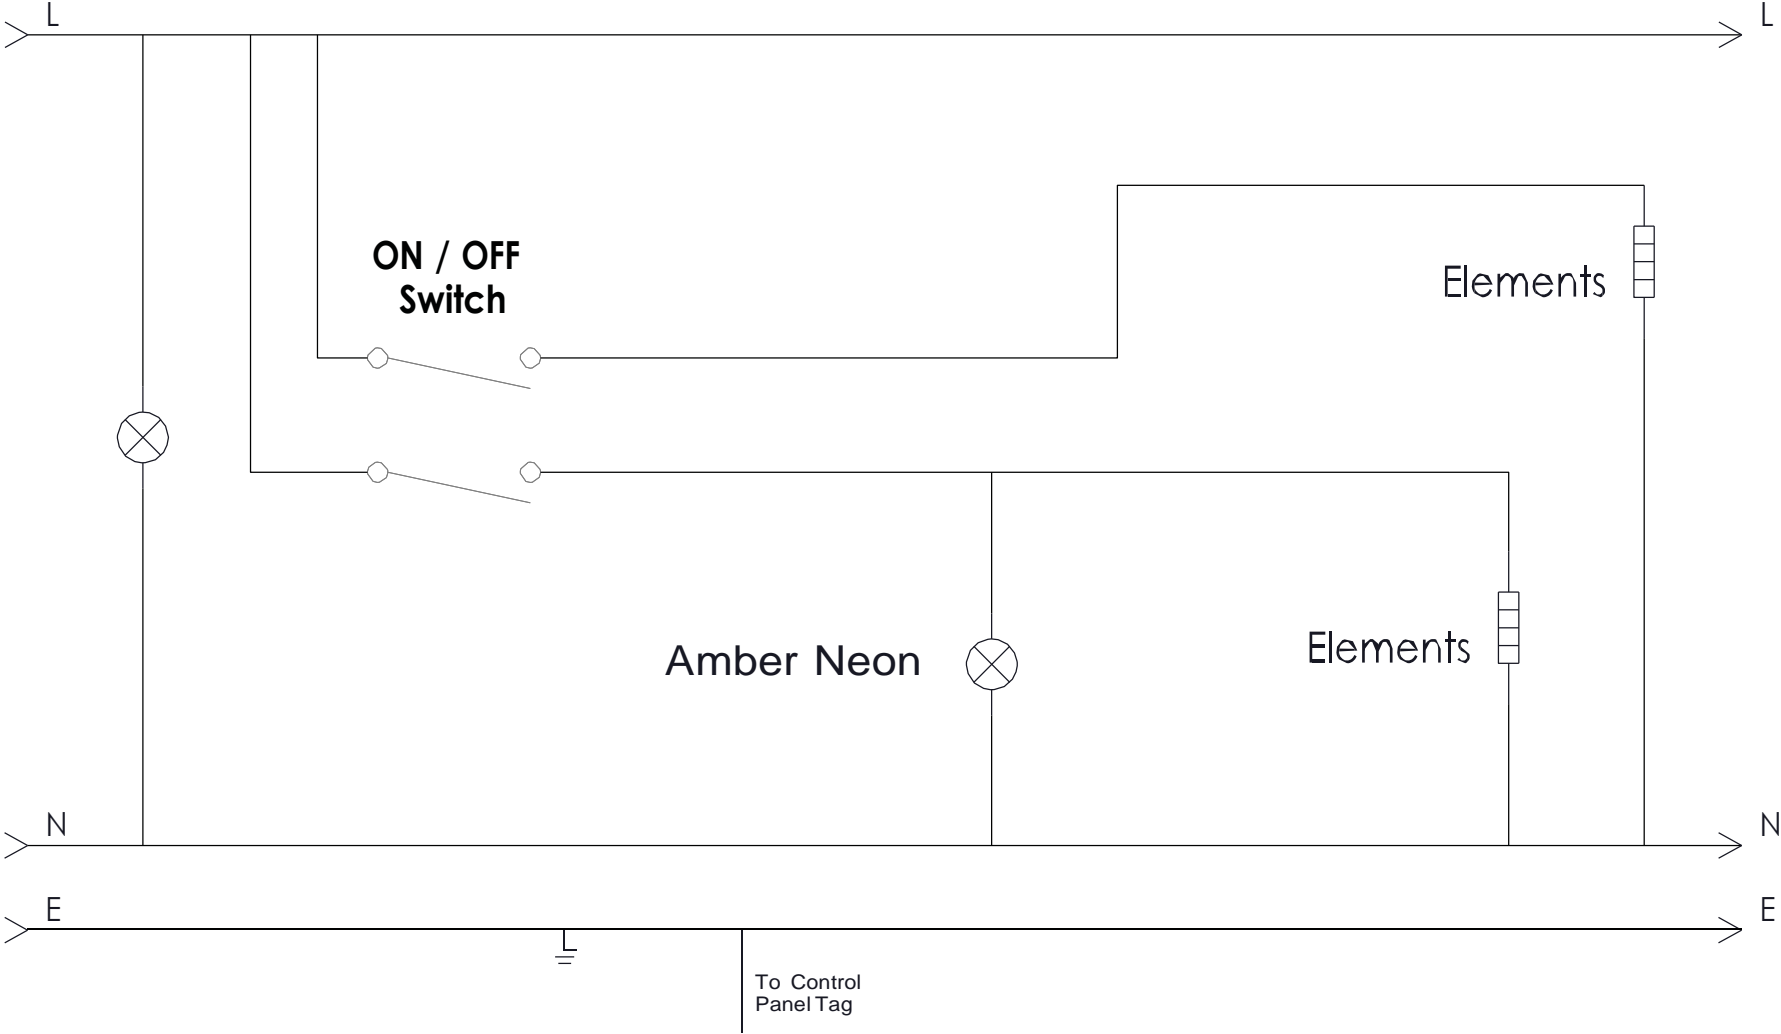 L
L
ON / OFF
Switch
Elements
Elements
Amber Neon
N
N
E
E
To Control
Panel Tag